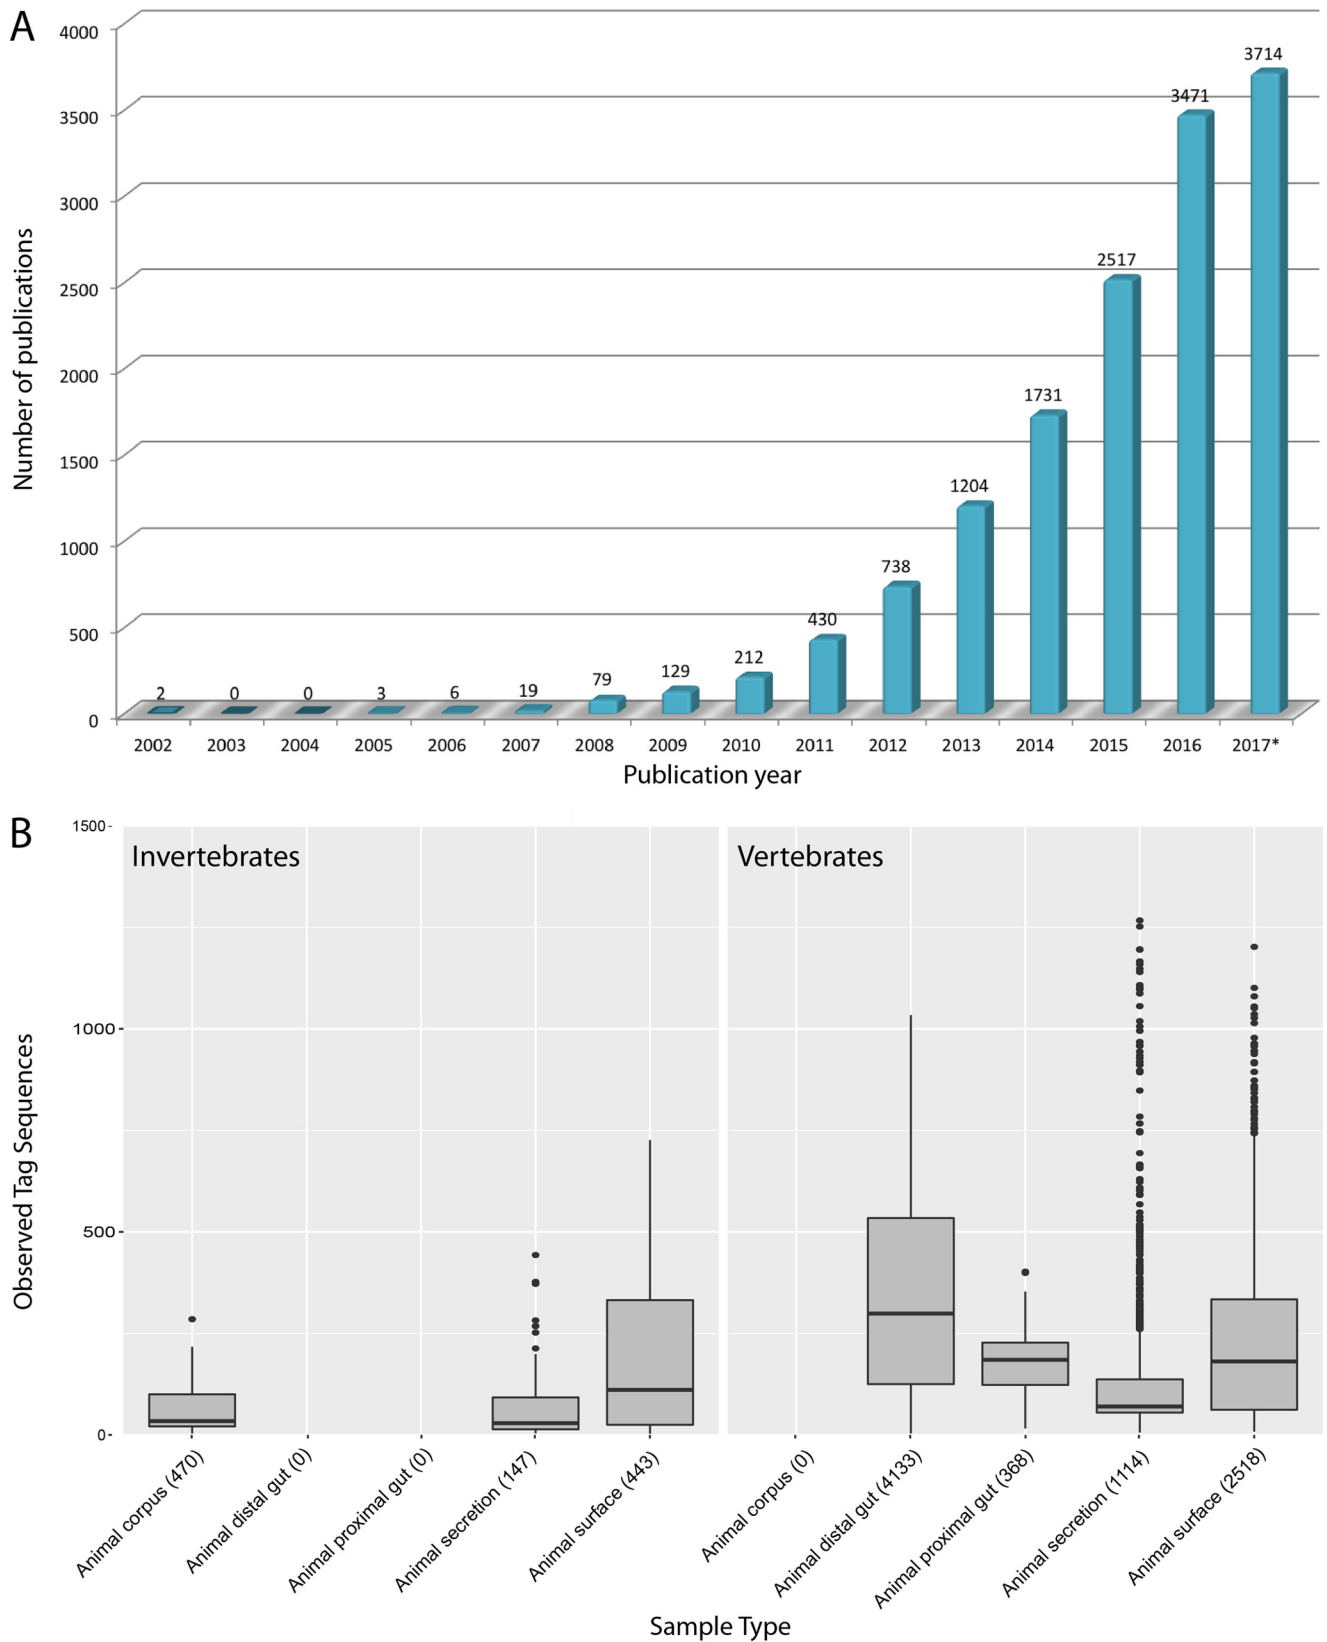 A
4000
3500
3000
2500
2000
1500
1000
500
0
Number of publications
2
0
0
3
6
19
79
129
212
430
738
1204
1731
2517
3471
3714
2002
2003
2004
2005
2006
2007
2008
2009
2010
2011
2012
2013
2014
2015
2016
2017*
Publication year
B
1500
1000
500
0
Observed Tag Sequences
Invertebrates
Vertebrates
Animal corpus (470)
Animal distal gut (0)
Animal proximal gut (0)
Animal secretion (147)
Animal surface (443)
Animal corpus (0)
Animal distal gut (4133)
Animal proximal gut (368)
Animal secretion (1114)
Animal surface (2518)
Sample Type